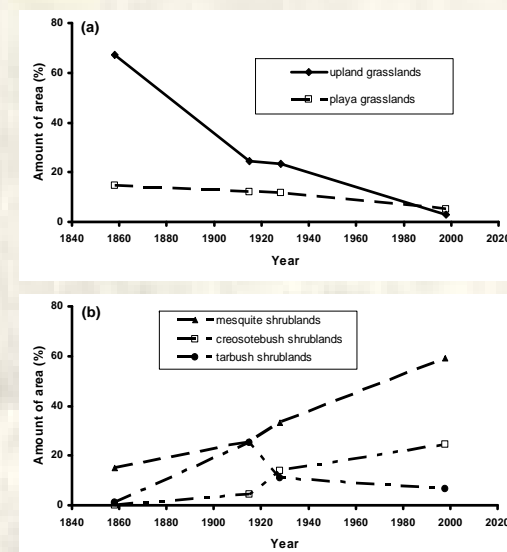 (a)
80
60
40
20
0
Amount of area (%)
upland grasslands
playa grasslands
1840 1860 1880 1900 1920 1940 1960 1980 2000 2020
Year
(b)
80
60
40
20
0
Amount of area (%)
mesquite shrublands
creosotebush shrublands
tarbush shrublands
1840 1860 1880 1900 1920 1940 1960 1980 2000 2020
Year